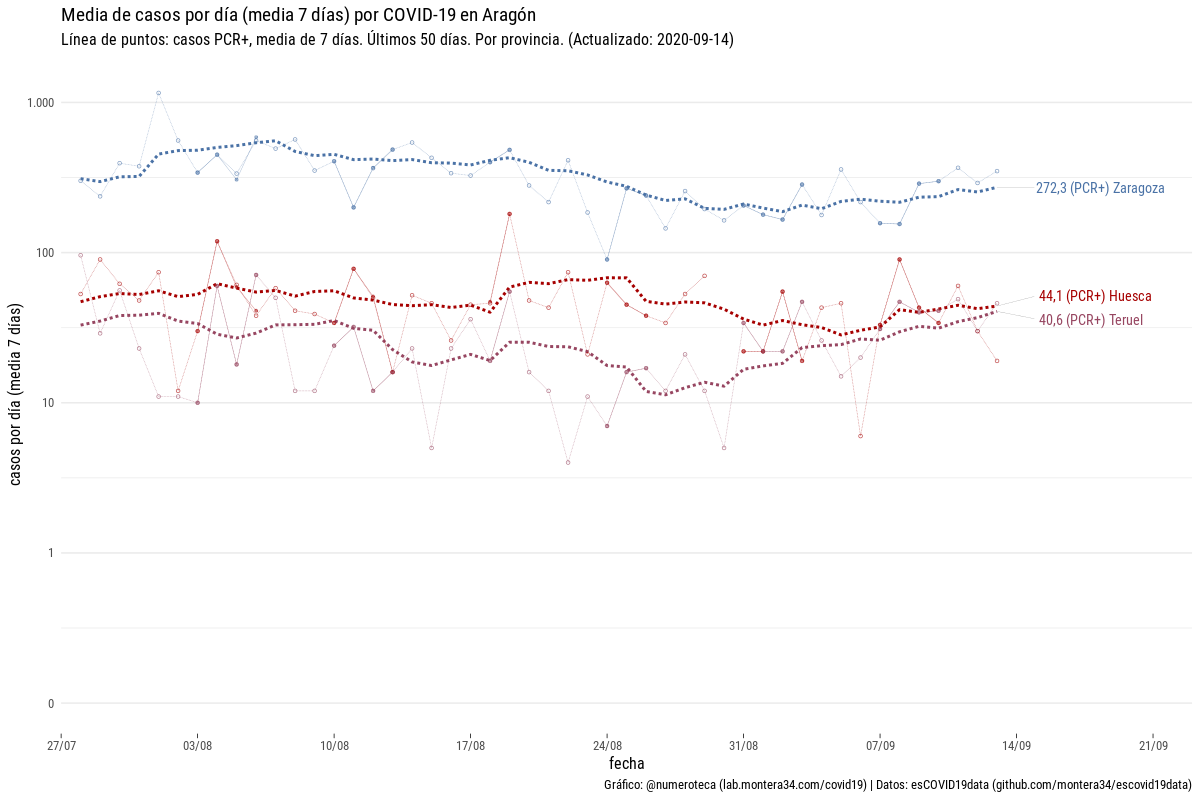 Media de casos por día (media 7 días) por COVID-19 en Aragón
Línea de puntos: casos PCR+, media de 7 días. Últimos 50 días. Por provincia. (Actualizado: 2020-09-14)
casos por día (media 7 días)
1.000
100
10
1
0
272,3 (PCR+) Zaragoza
44,1 (PCR+) Huesca
40,6 (PCR+) Teruel
27/07 03/08 10/08 17/08 24/08 31/08 07/09 14/09 21/09
fecha
Gráfico: @numeroteca (lab.montera34.com/covid19) | Datos: esCOVID19data (github.com/montera34/escovid19data)